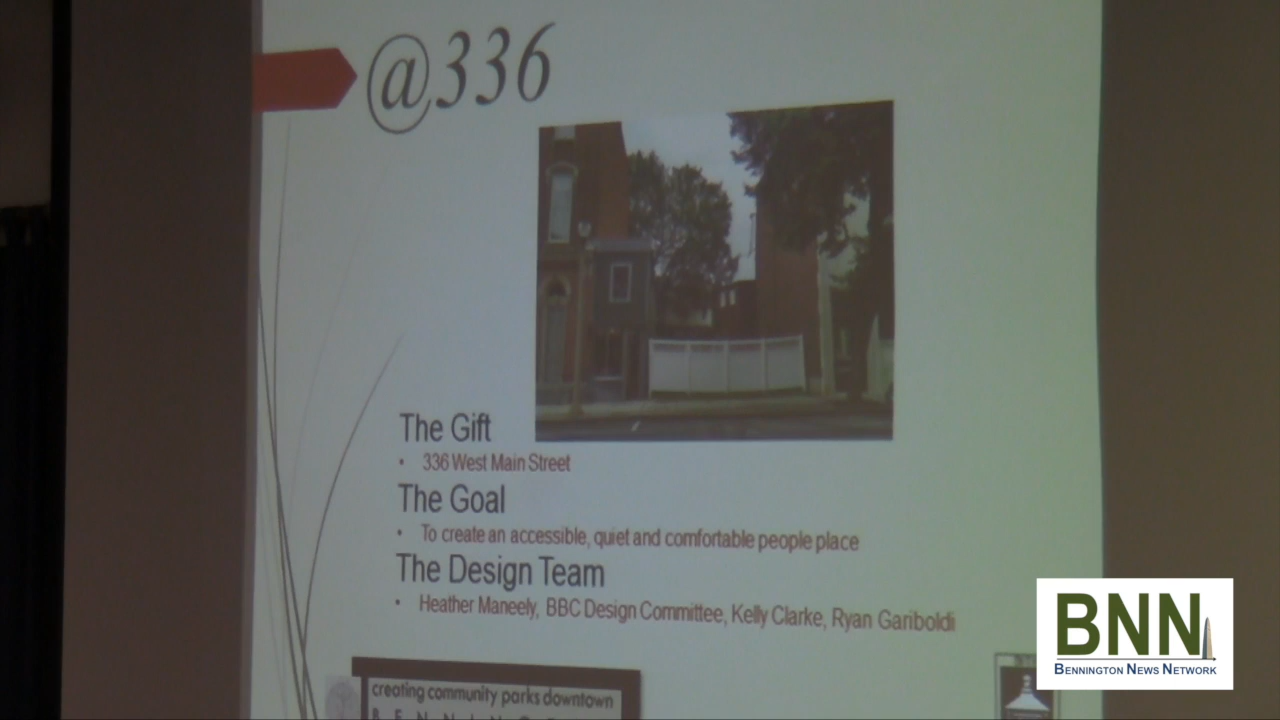 @336
The Gift
• 336 West Main Street
The Goal
• To create an accessible, quiet and comfortable people place
The Design Team
• Heather Maneely, BBC Design Committee, Kelly Clarke, Ryan Gariboldi
creating community parks downtown
BNN
BENNINGTON NEWS NETWORK